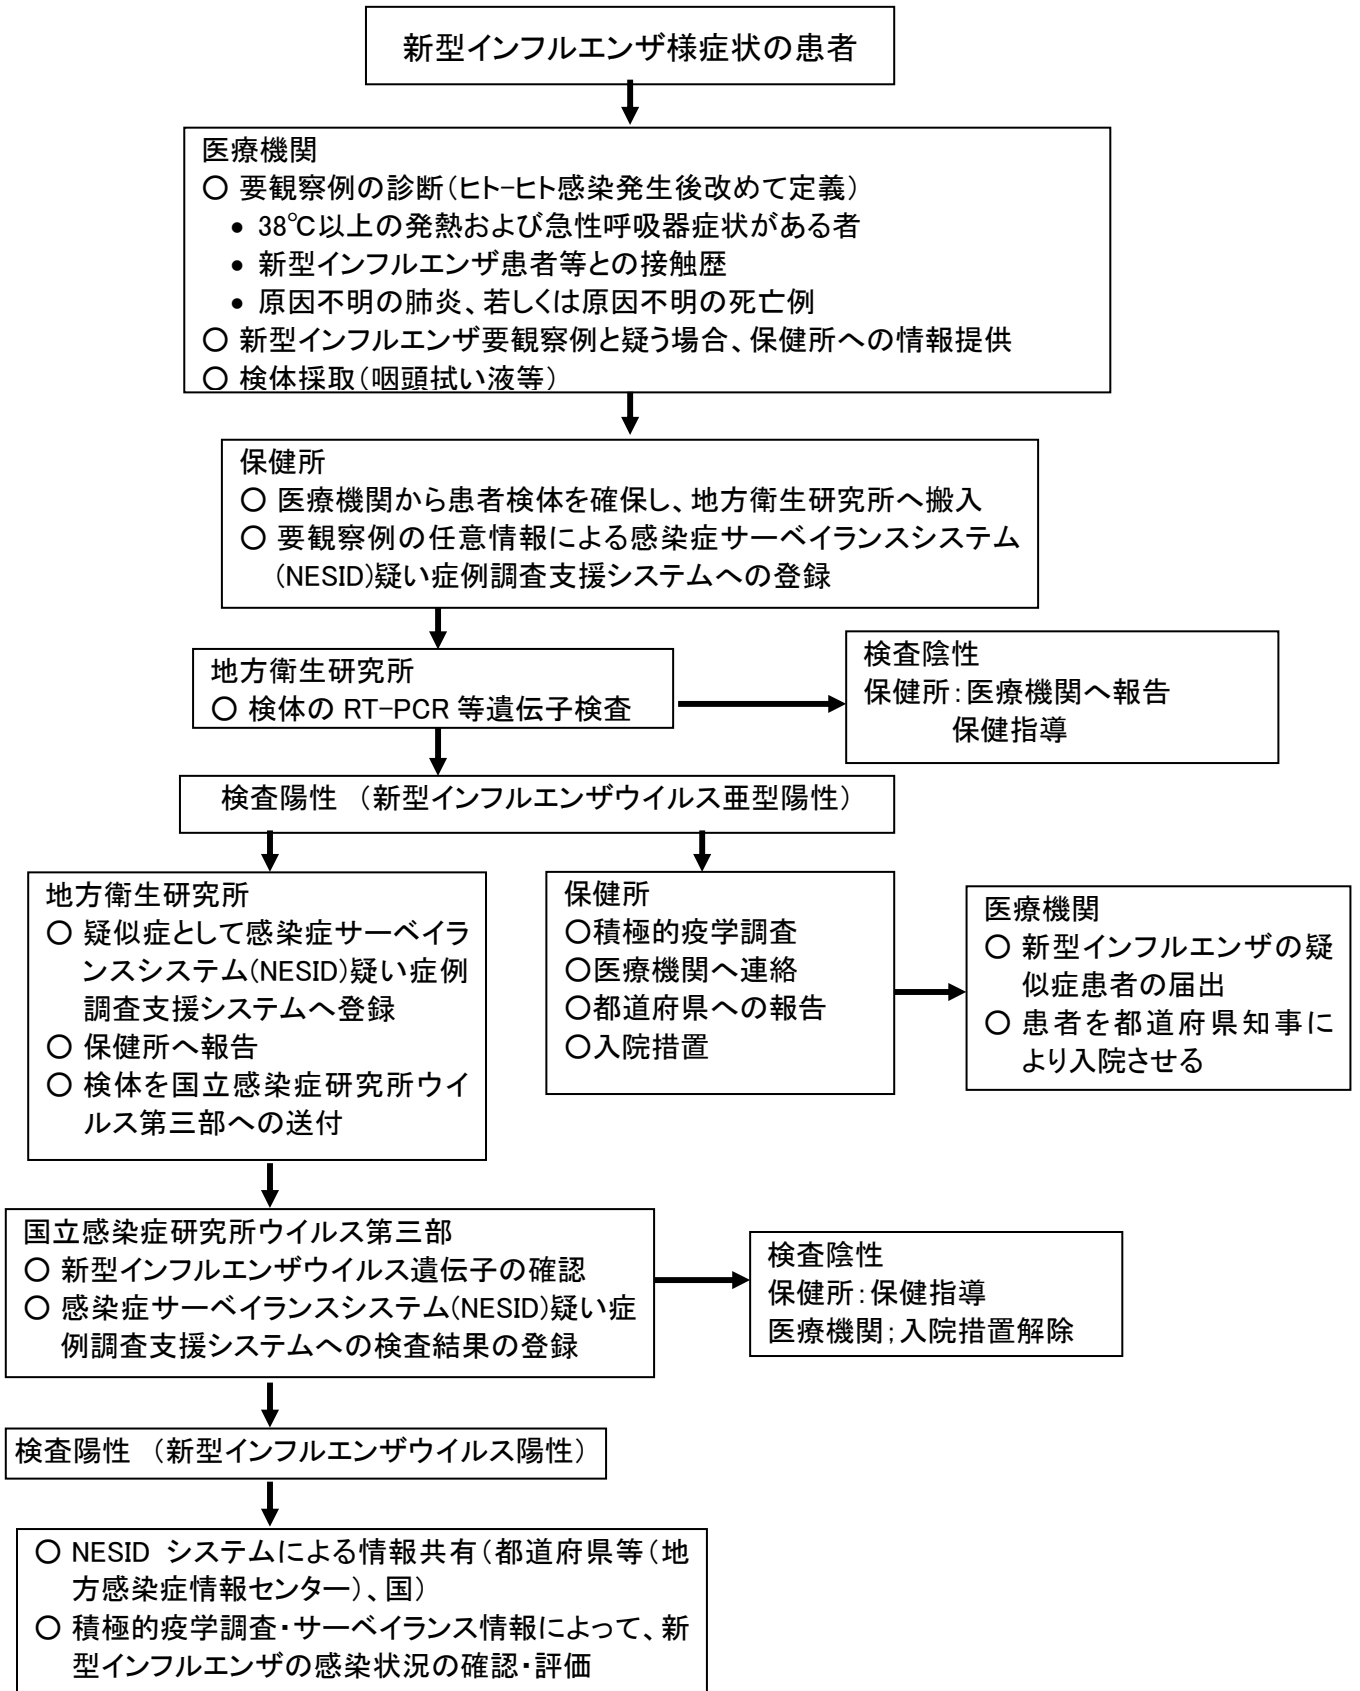 新型インフルエンザ様症状の患者
医療機関
○ 要観察例の診断（ヒト-ヒト感染発生後改めて定義）
• 38℃以上の発熱および急性呼吸器症状がある者
• 新型インフルエンザ患者等との接触歴
• 原因不明の肺炎、若しくは原因不明の死亡例
○ 新型インフルエンザ要観察例と疑う場合、保健所への情報提供
○ 検体採取（咽頭拭い液等）
保健所
○ 医療機関から患者検体を確保し、地方衛生研究所へ搬入
○ 要観察例の任意情報による感染症サーベイランスシステム
(NESID)疑い症例調査支援システムへの登録
地方衛生研究所
○ 検体の RT-PCR 等遺伝子検査
検査陰性
保健所：医療機関へ報告
保健指導
検査陽性 （新型インフルエンザウイルス亜型陽性）
地方衛生研究所
○ 疑似症として感染症サーベイラ
ンスシステム(NESID)疑い症例
調査支援システムへ登録
○ 保健所へ報告
○ 検体を国立感染症研究所ウイ
ルス第三部への送付
保健所
○積極的疫学調査
○医療機関へ連絡
○都道府県への報告
○入院措置
医療機関
○ 新型インフルエンザの疑
似症患者の届出
○ 患者を都道府県知事に
より入院させる
国立感染症研究所ウイルス第三部
○ 新型インフルエンザウイルス遺伝子の確認
○ 感染症サーベイランスシステム(NESID)疑い症
例調査支援システムへの検査結果の登録
検査陰性
保健所：保健指導
医療機関；入院措置解除
検査陽性 （新型インフルエンザウイルス陽性）
○ NESID システムによる情報共有（都道府県等（地
方感染症情報センター）、国）
○ 積極的疫学調査・サーベイランス情報によって、新
型インフルエンザの感染状況の確認・評価